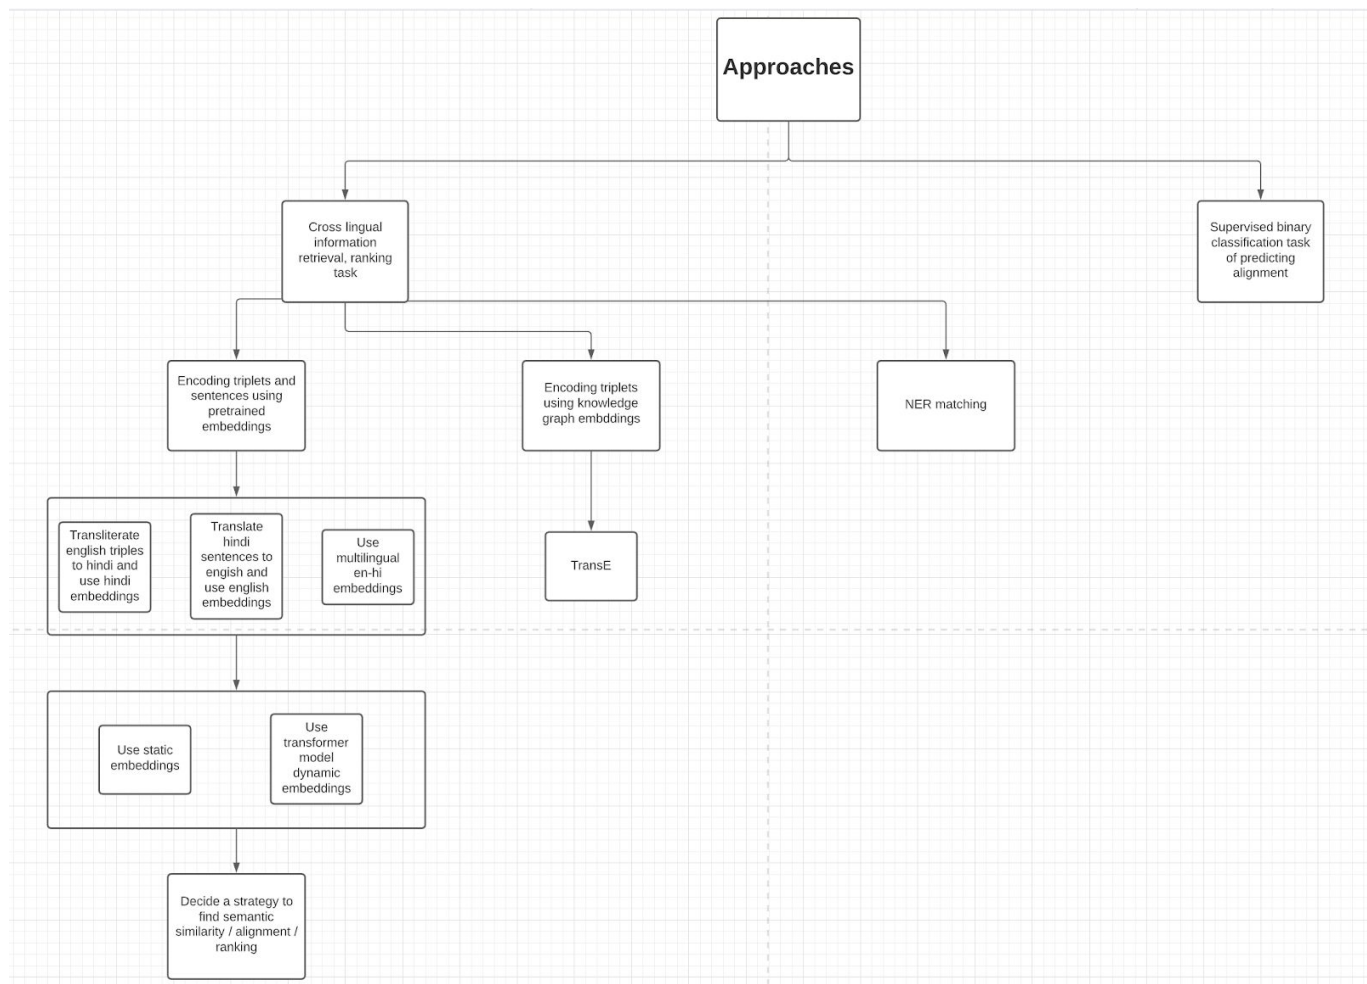 Approaches
Cross lingual
information
retrieval, ranking
task
Supervised binary
classification task
of predicting
alignment
Encoding triplets and
sentences using
pretrained
embeddings
Encoding triplets
using knowledge
graph embddings
NER matching
Transliterate
english triples
to hindi and
use hindi
embeddings
Translate
hindi
sentences to
engish and
use english
embeddings
Use
multilingual
en-hi
embeddings
TransE
Use static
embeddings
Use
transformer
model
dynamic
embeddings
Decide a strategy to
find semantic
similarity / alignment /
ranking